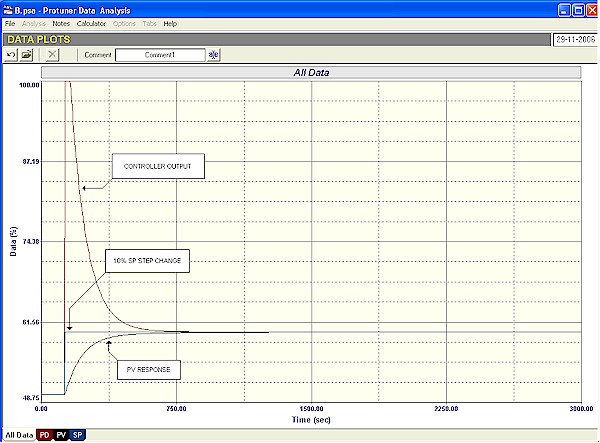 B.psa - Protuner Data Analysis
File Analysis Notes Calculator Options Tabs Help
DATA PLOTS
29-11-2006
Comment Comment1
All Data
100.00
87.19
74.38
61.56
48.75
Data (%)
CONTROLLER OUTPUT
10% SP STEP CHANGE
PV RESPONSE
0.00 750.00 1500.00 2250.00 3000.00
Time (sec)
All Data PD PV SP